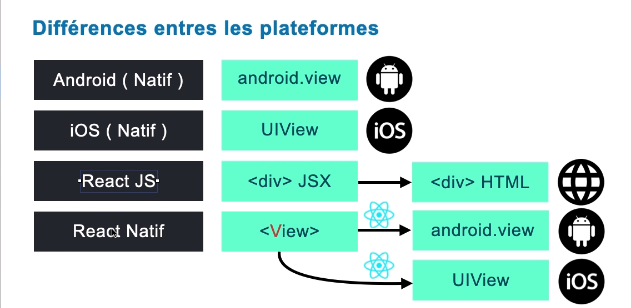 Différences entres les plateformes
Android ( Natif )
android.view
iOS ( Natif )
UIView
iOS
React JS
<div> JSX
<div> HTML
React Natif
<View>
android.view
UIView
iOS